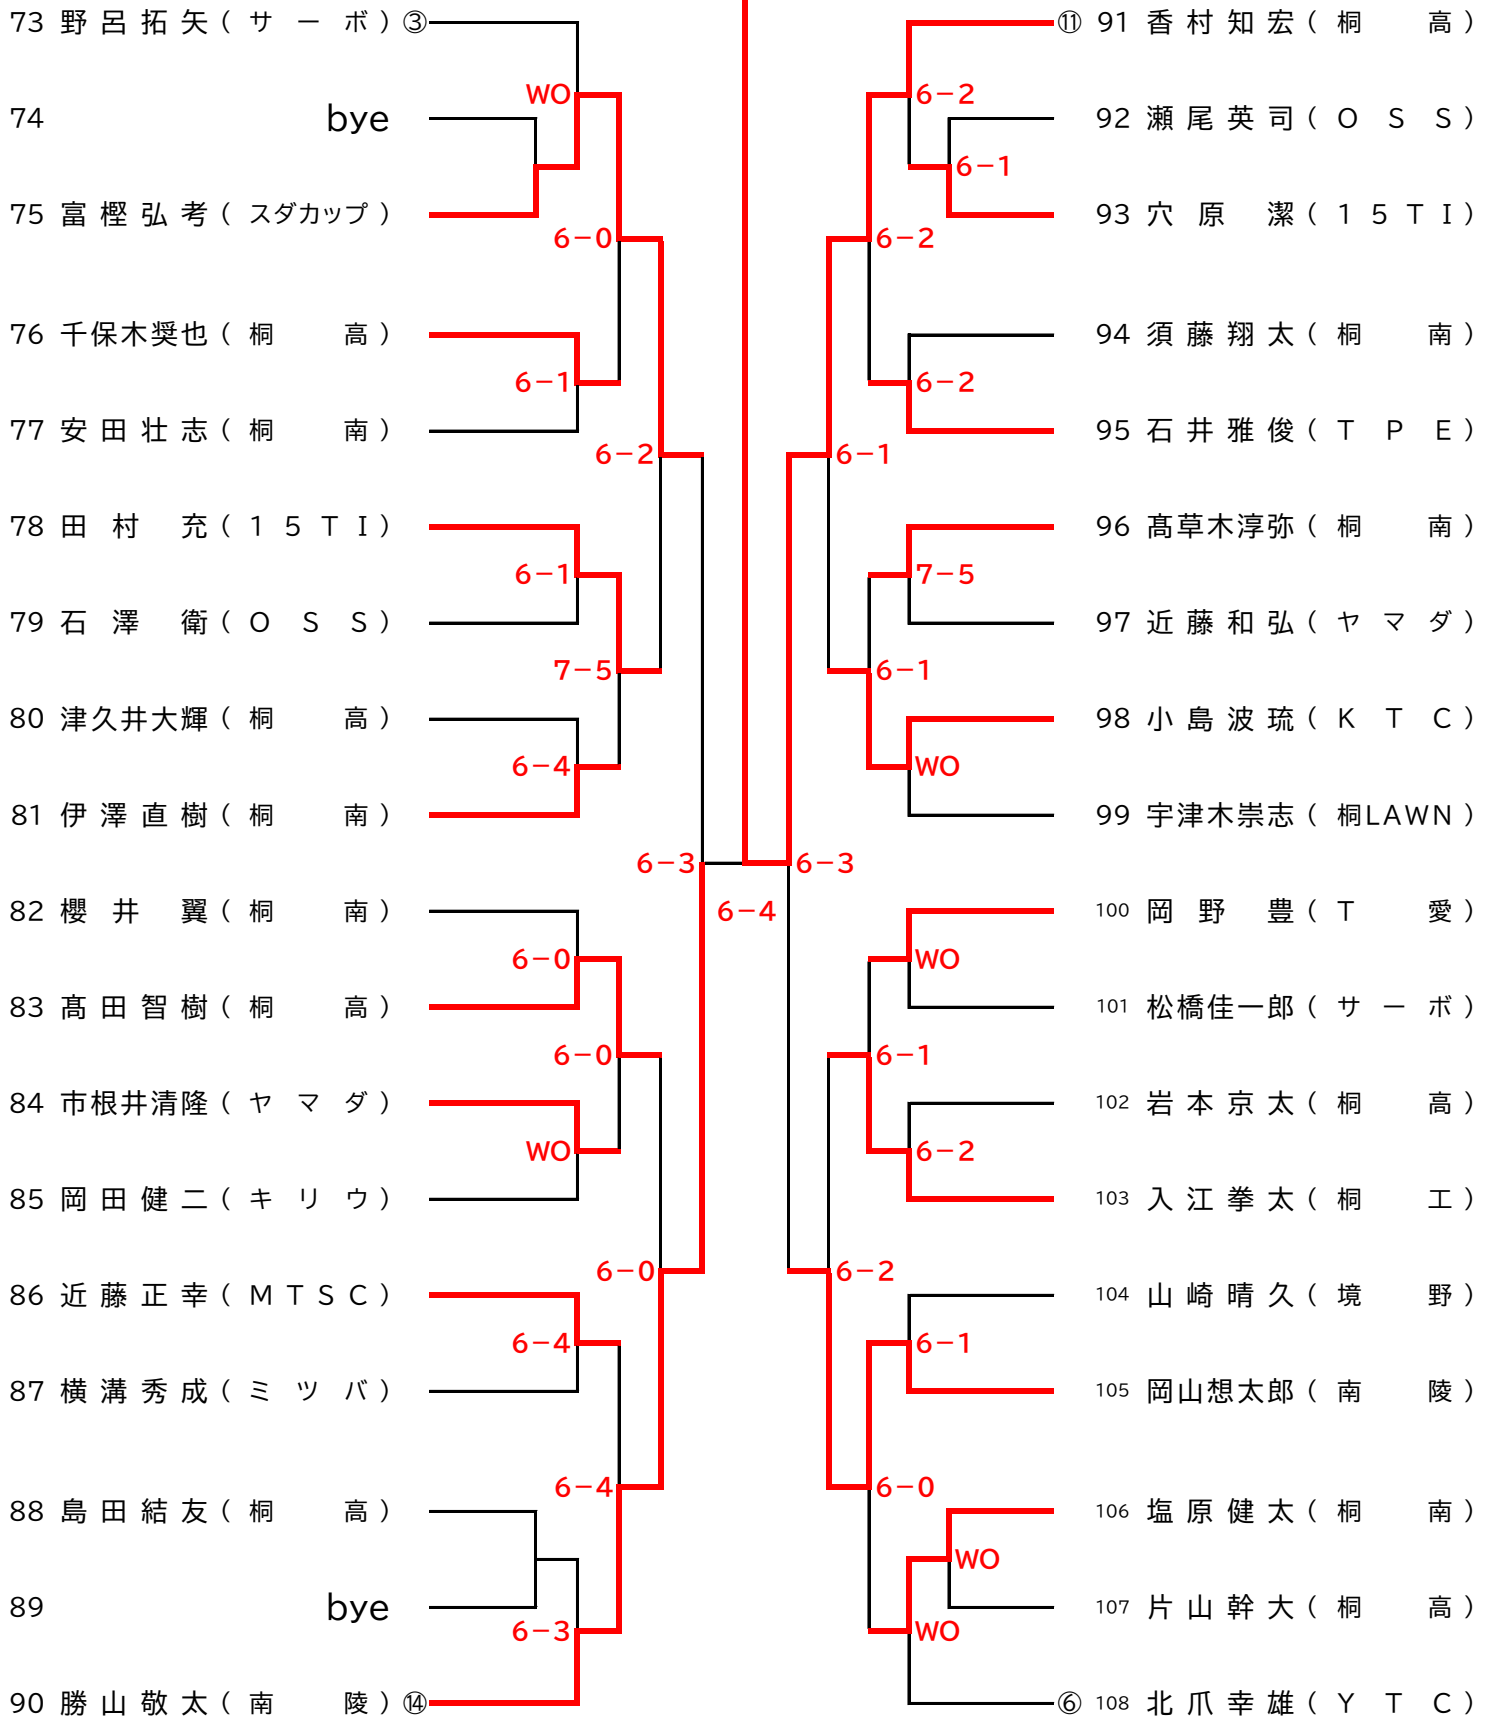 73 野呂拓矢（サーボ）③
WO
74 bye
75 富樫弘考（スダカップ）
6-0
76 千保木奨也（桐高）
6-1
77 安田壮志（桐南）
6-2
78 田村充（15TI）
6-1
79 石澤衛（OSS）
7-5
80 津久井大輝（桐高）
6-4
81 伊澤直樹（桐南）
6-3
82 櫻井翼（桐南）
6-0
83 髙田智樹（桐高）
6-0
84 市根井清隆（ヤマダ）
WO
85 岡田健二（キリウ）
6-0
86 近藤正幸（MTSC）
6-4
87 横溝秀成（ミツバ）
6-4
88 島田結友（桐高）
89 bye
6-3
90 勝山敬太（南陵）⑭
6-4
⑪ 91 香村知宏（桐高）
6-2
92 瀬尾英司（OSS）
6-1
93 穴原潔（15TI）
6-2
94 須藤翔太（桐南）
6-2
95 石井雅俊（TPE）
6-1
96 髙草木淳弥（桐南）
7-5
97 近藤和弘（ヤマダ）
6-1
98 小島波琉（KTC）
WO
99 宇津木崇志（桐LAWN）
6-3
100 岡野豊（T愛）
WO
101 松橋佳一郎（サーボ）
6-1
102 岩本京太（桐高）
6-2
103 入江拳太（桐工）
6-2
104 山崎晴久（境野）
6-1
105 岡山想太郎（南陵）
6-0
106 塩原健太（桐南）
WO
107 片山幹大（桐高）
WO
⑥ 108 北爪幸雄（YTC）